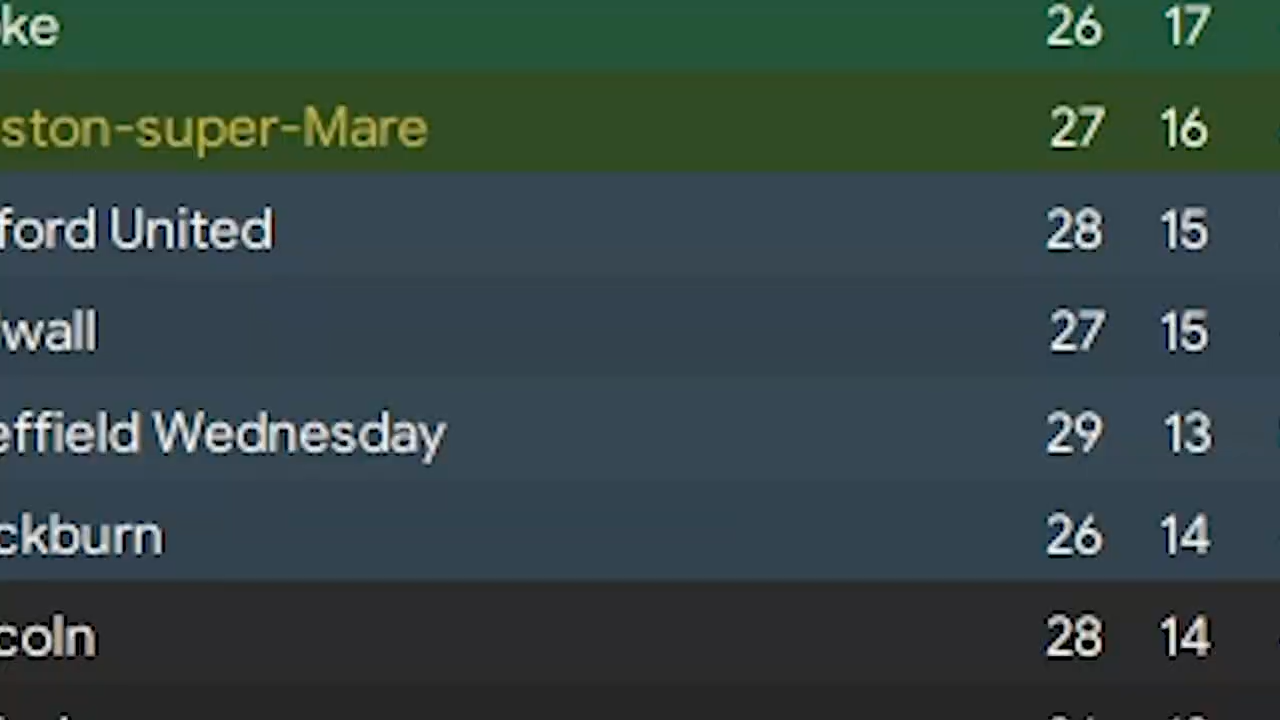 ke 26 17
ston-super-Mare 27 16
ford United 28 15
wall 27 15
effield Wednesday 29 13
ckburn 26 14
coln 28 14